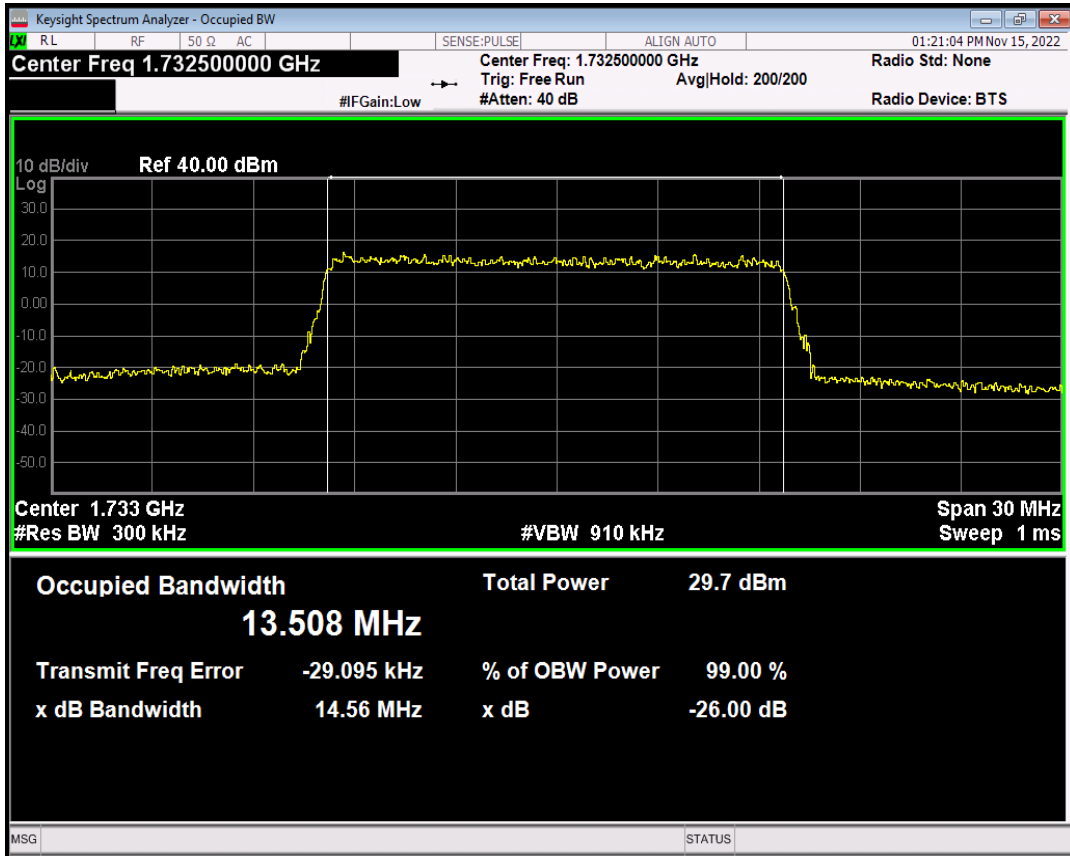 Keysight Spectrum Analyzer - Occupied BW
LXI RL RF 50 Ω AC SENSE:PULSE ALIGN AUTO 01:21:04 PM Nov 15, 2022
Center Freq 1.732500000 GHz
Center Freq: 1.732500000 GHz
Radio Std: None
Trig: Free Run Avg|Hold: 200/200
#IFGain:Low #Atten: 40 dB Radio Device: BTS
10 dB/div Ref 40.00 dBm
Log
30.0
20.0
10.0
0.00
-10.0
-20.0
-30.0
-40.0
-50.0
Center 1.733 GHz Span 30 MHz
#Res BW 300 kHz #VBW 910 kHz Sweep 1 ms
Occupied Bandwidth Total Power 29.7 dBm
13.508 MHz
Transmit Freq Error -29.095 kHz % of OBW Power 99.00 %
x dB Bandwidth 14.56 MHz x dB -26.00 dB
MSG STATUS